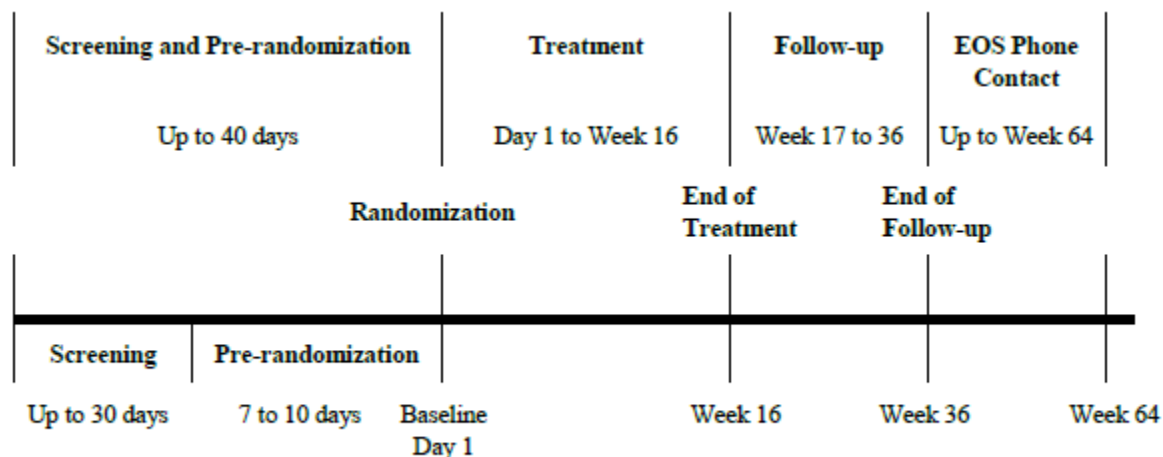 Screening and Pre-randomization
Treatment
Follow-up
EOS Phone
Contact
Up to 40 days
Day 1 to Week 16
Week 17 to 36
Up to Week 64
Randomization
End of
Treatment
End of
Follow-up
Screening
Pre-randomization
Up to 30 days
7 to 10 days
Baseline
Day 1
Week 16
Week 36
Week 64